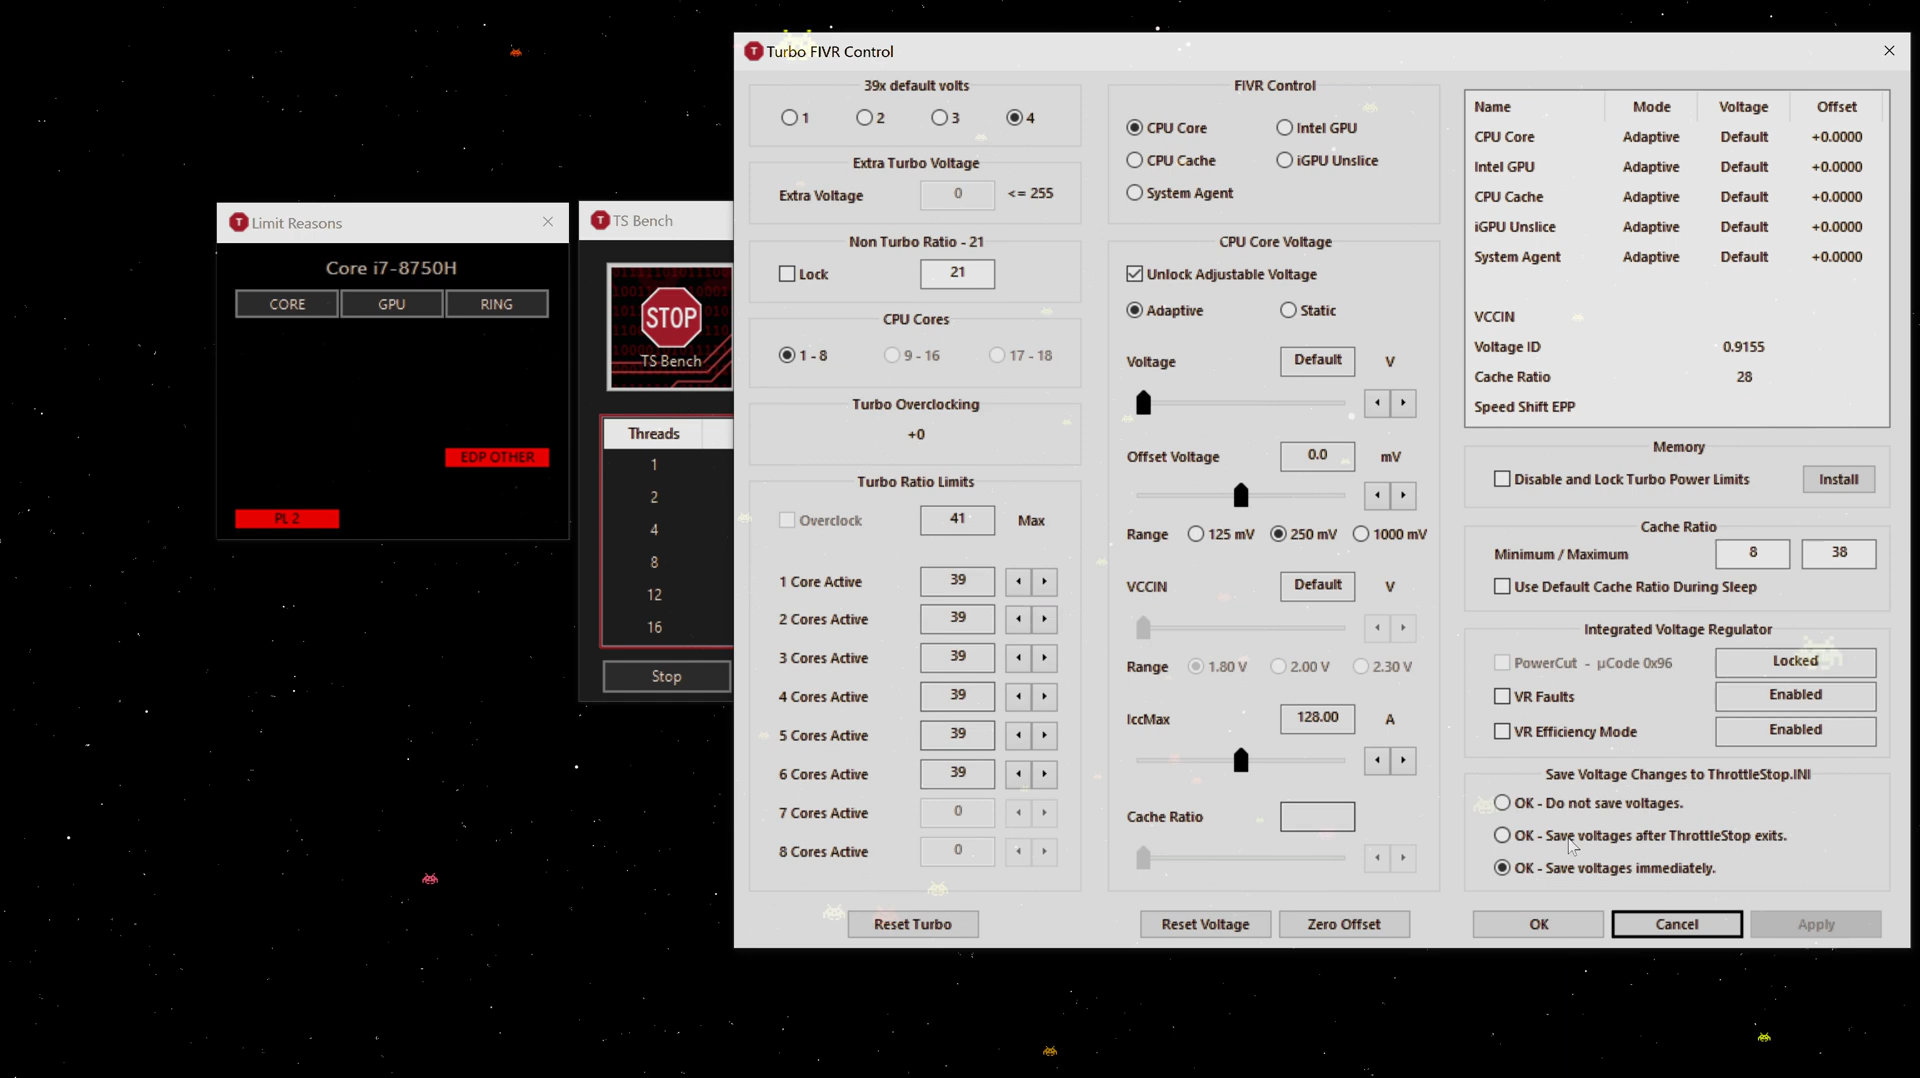 Limit Reasons
Core i7-8750H
CORE GPU RING
EDP OTHER
PL 2
TS Bench
STOP
TS Bench
Threads
1
2
4
8
12
16
Stop
Turbo FIVR Control
39x default volts
1 2 3 4
Extra Turbo Voltage
Extra Voltage 0 <= 255
Non Turbo Ratio - 21
Lock 21
CPU Cores
1 - 8 9 - 16 17 - 18
Turbo Overclocking
+0
Turbo Ratio Limits
Overclock 41 Max
1 Core Active 39
2 Cores Active 39
3 Cores Active 39
4 Cores Active 39
5 Cores Active 39
6 Cores Active 39
7 Cores Active 0
8 Cores Active 0
Reset Turbo
FIVR Control
CPU Core Intel GPU
CPU Cache iGPU Unslice
System Agent
CPU Core Voltage
Unlock Adjustable Voltage
Adaptive Static
Voltage Default V
Offset Voltage 0.0 mV
Range 125 mV 250 mV 1000 mV
VCCIN Default V
Range 1.80 V 2.00 V 2.30 V
IccMax 128.00 A
Cache Ratio
Reset Voltage Zero Offset
Name Mode Voltage Offset
CPU Core Adaptive Default +0.0000
Intel GPU Adaptive Default +0.0000
CPU Cache Adaptive Default +0.0000
iGPU Unslice Adaptive Default +0.0000
System Agent Adaptive Default +0.0000
VCCIN
Voltage ID 0.9155
Cache Ratio 28
Speed Shift EPP
Memory
Disable and Lock Turbo Power Limits Install
Cache Ratio
Minimum / Maximum 8 38
Use Default Cache Ratio During Sleep
Integrated Voltage Regulator
PowerCut - µCode 0x96 Locked
VR Faults Enabled
VR Efficiency Mode Enabled
Save Voltage Changes to ThrottleStop.INI
OK - Do not save voltages.
OK - Save voltages after ThrottleStop exits.
OK - Save voltages immediately.
OK Cancel Apply